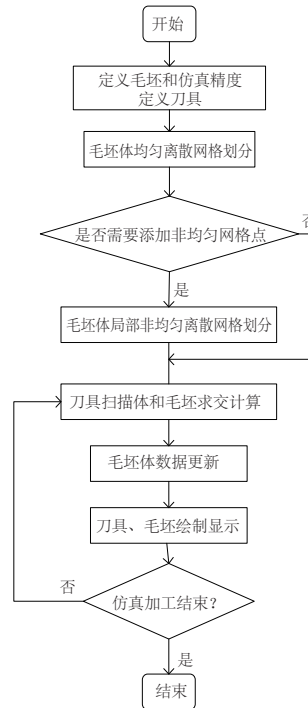 开始
定义毛坯和仿真精度
定义刀具
毛坯体均匀离散网格划分
是否需要添加非均匀网格点
否
是
毛坯体局部非均匀离散网格划分
刀具扫描体和毛坯求交计算
毛坯体数据更新
刀具、毛坯绘制显示
否
仿真加工结束？
是
结束